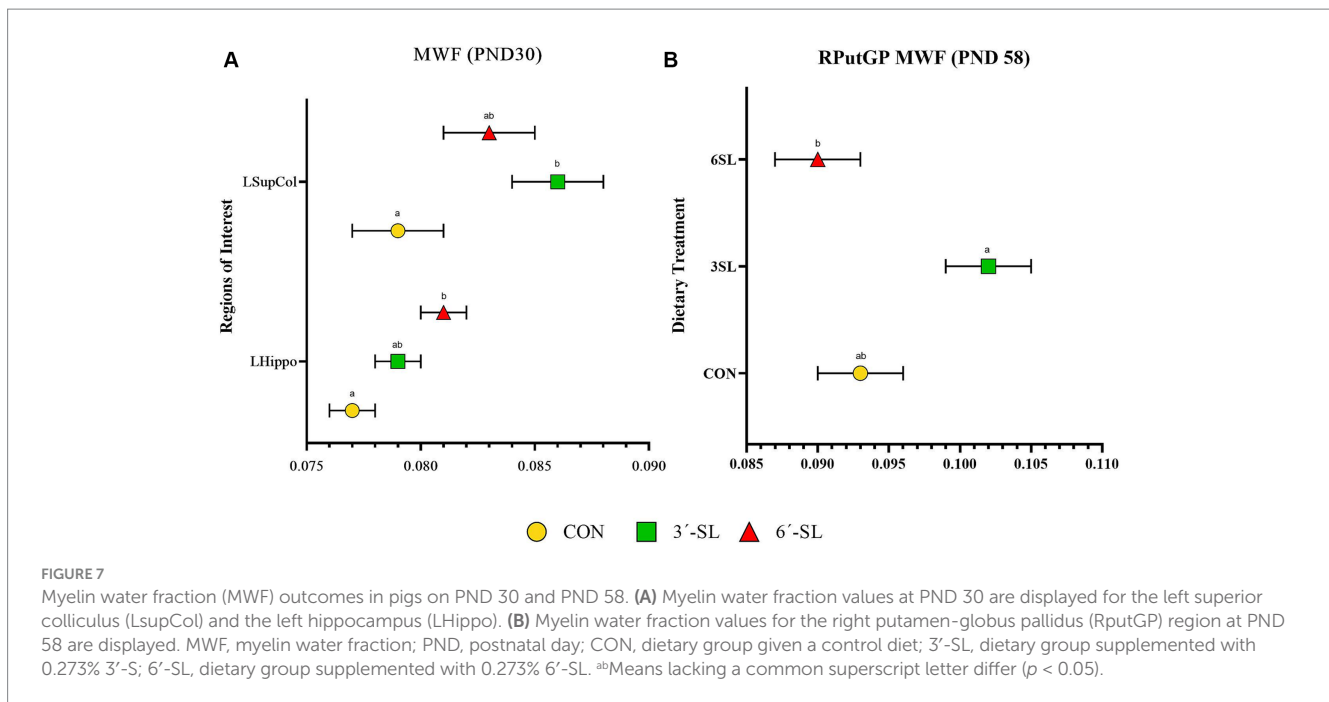 A
MWF (PND30)
Regions of Interest
LSupCol
LHippo
ab
b
a
b
ab
a
0.075 0.080 0.085 0.090
B
RPutGP MWF (PND 58)
Dietary Treatment
6SL
3SL
CON
b
a
ab
0.085 0.090 0.095 0.100 0.105 0.110
CON 3´-SL 6´-SL
FIGURE 7
Myelin water fraction (MWF) outcomes in pigs on PND 30 and PND 58. (A) Myelin water fraction values at PND 30 are displayed for the left superior
colliculus (LsupCol) and the left hippocampus (LHippo). (B) Myelin water fraction values for the right putamen-globus pallidus (RputGP) region at PND
58 are displayed. MWF, myelin water fraction; PND, postnatal day; CON, dietary group given a control diet; 3′-SL, dietary group supplemented with
0.273% 3′-S; 6′-SL, dietary group supplemented with 0.273% 6′-SL. ᵃᵇMeans lacking a common superscript letter differ (p < 0.05).